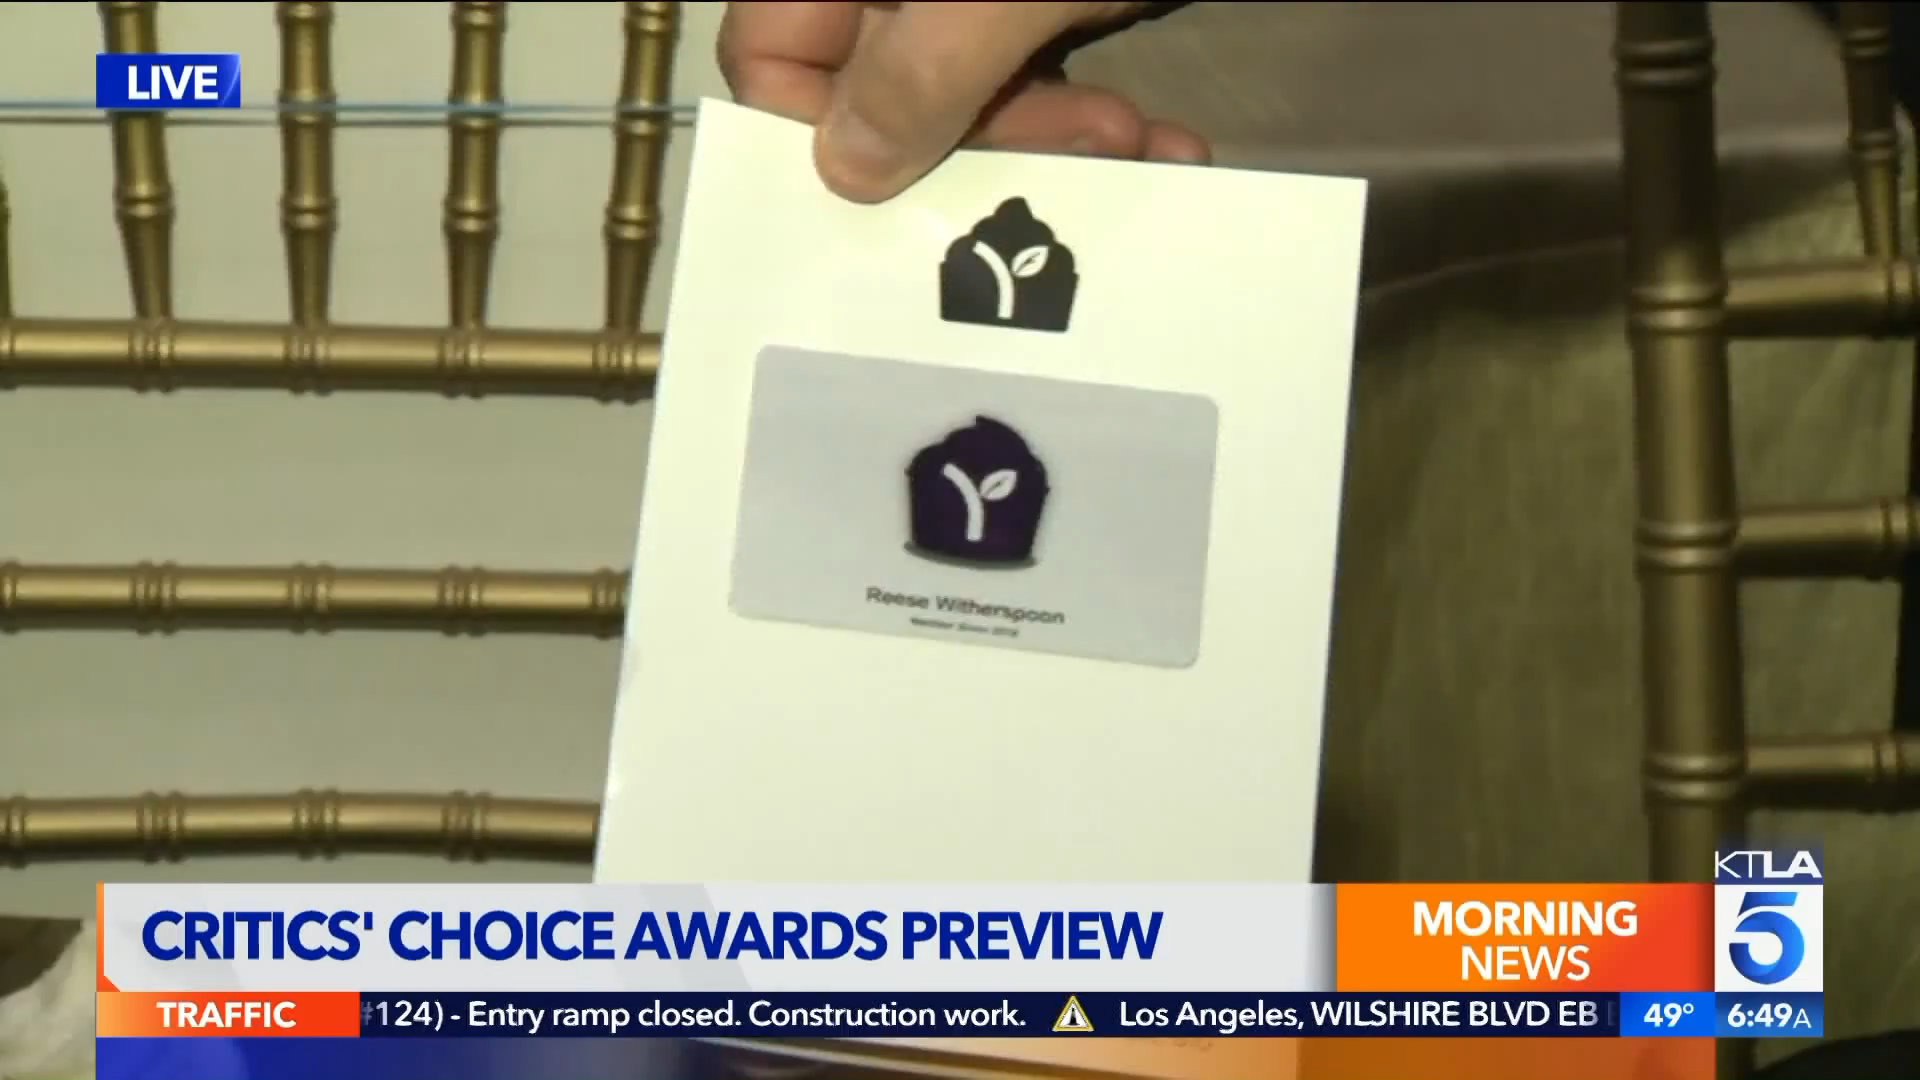 LIVE
Reese Witherspoon
CRITICS' CHOICE AWARDS PREVIEW
MORNING
NEWS
KTLA
5
TRAFFIC
#124) - Entry ramp closed. Construction work.
Los Angeles, WILSHIRE BLVD EB
49°
6:49A